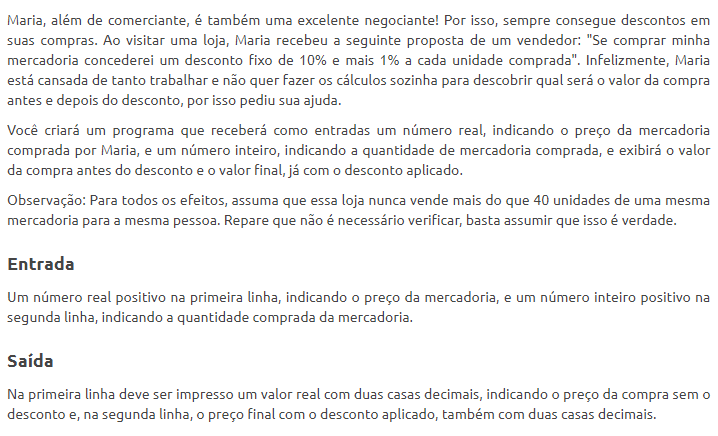 Maria, além de comerciante, é também uma excelente negociante! Por isso, sempre consegue descontos em
suas compras. Ao visitar uma loja, Maria recebeu a seguinte proposta de um vendedor: "Se comprar minha
mercadoria concederei um desconto fixo de 10% e mais 1% a cada unidade comprada". Infelizmente, Maria
está cansada de tanto trabalhar e não quer fazer os cálculos sozinha para descobrir qual será o valor da compra
antes e depois do desconto, por isso pediu sua ajuda.
Você criará um programa que receberá como entradas um número real, indicando o preço da mercadoria
comprada por Maria, e um número inteiro, indicando a quantidade de mercadoria comprada, e exibirá o valor
da compra antes do desconto e o valor final, já com o desconto aplicado.
Observação: Para todos os efeitos, assuma que essa loja nunca vende mais do que 40 unidades de uma mesma
mercadoria para a mesma pessoa. Repare que não é necessário verificar, basta assumir que isso é verdade.
Entrada
Um número real positivo na primeira linha, indicando o preço da mercadoria, e um número inteiro positivo na
segunda linha, indicando a quantidade comprada da mercadoria.
Saída
Na primeira linha deve ser impresso um valor real com duas casas decimais, indicando o preço da compra sem o
desconto e, na segunda linha, o preço final com o desconto aplicado, também com duas casas decimais.